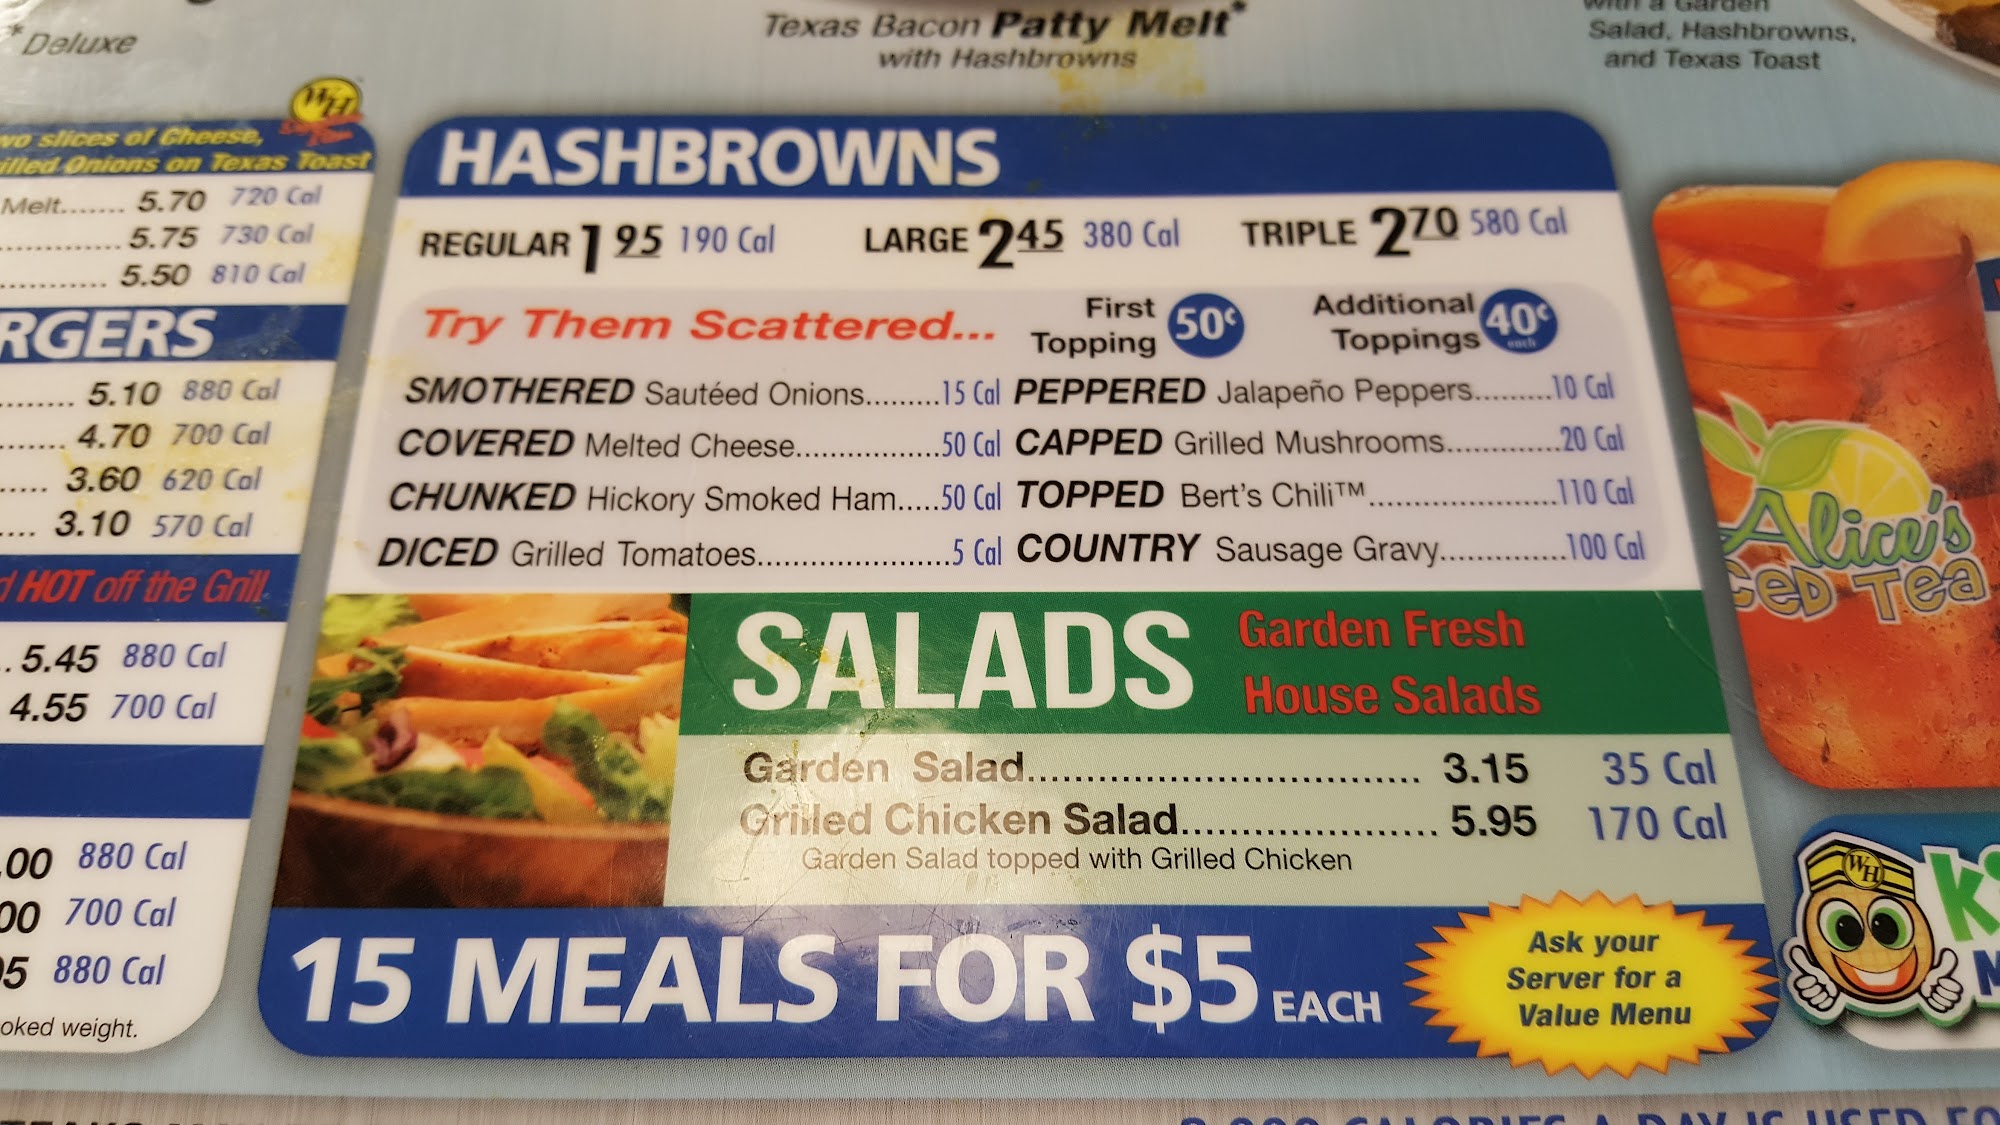 *Deluxe
Texas Bacon Patty Melt*
with Hashbrowns
with a Garden
Salad, Hashbrowns,
and Texas Toast
WH
slices of Cheese,
Onions on Texas Toast
Melt....... 5.70 720 Cal
............. 5.75 730 Cal
............ 5.50 810 Cal
RGERS
........ 5.10 880 Cal
....... 4.70 700 Cal
..... 3.60 620 Cal
.... 3.10 570 Cal
HOT off the Grill
.. 5.45 880 Cal
4.55 700 Cal
.00 880 Cal
00 700 Cal
5 880 Cal
oked weight.
HASHBROWNS
REGULAR 1 95 190 Cal LARGE 2 45 380 Cal TRIPLE 2 70 580 Cal
Try Them Scattered... First Topping 50¢ Additional Toppings 40¢ each
SMOTHERED Sautéed Onions.........15 Cal PEPPERED Jalapeño Peppers.........10 Cal
COVERED Melted Cheese.................50 Cal CAPPED Grilled Mushrooms.............20 Cal
CHUNKED Hickory Smoked Ham.....50 Cal TOPPED Bert's Chili™......................110 Cal
DICED Grilled Tomatoes......................5 Cal COUNTRY Sausage Gravy...............100 Cal
SALADS Garden Fresh
House Salads
Garden Salad.................................. 3.15 35 Cal
Grilled Chicken Salad...................... 5.95 170 Cal
Garden Salad topped with Grilled Chicken
15 MEALS FOR $5 EACH
Ask your
Server for a
Value Menu
Alice's
ICED TEA
WH